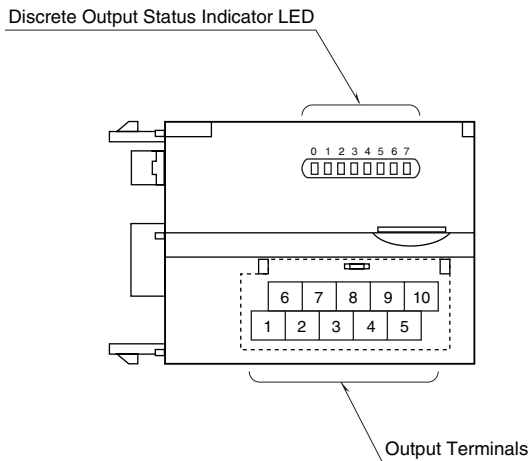 Discrete Output Status Indicator LED
0 1 2 3 4 5 6 7
6 7 8 9 10
1 2 3 4 5
Output Terminals